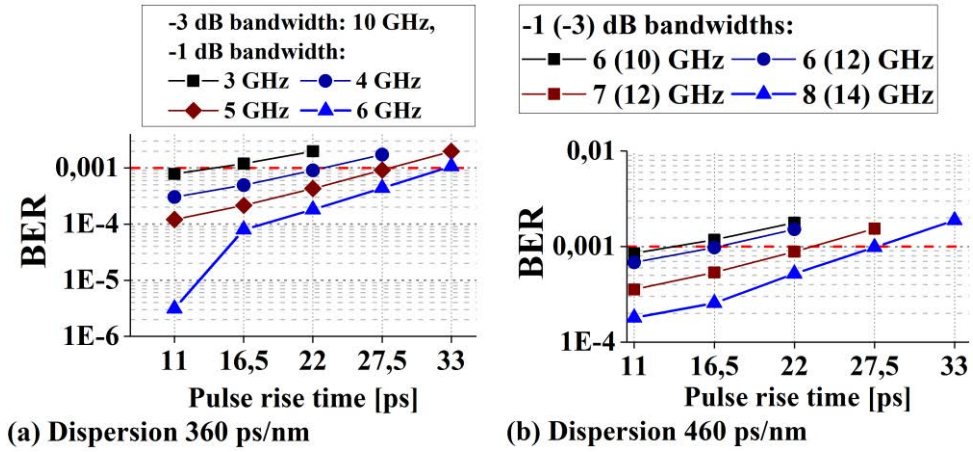 -3 dB bandwidth: 10 GHz,
-1 dB bandwidth:
3 GHz 4 GHz
5 GHz 6 GHz
BER
0,001
1E-4
1E-5
1E-6
11 16,5 22 27,5 33
Pulse rise time [ps]
(a) Dispersion 360 ps/nm
-1 (-3) dB bandwidths:
6 (10) GHz 6 (12) GHz
7 (12) GHz 8 (14) GHz
BER
0,01
0,001
1E-4
11 16,5 22 27,5 33
Pulse rise time [ps]
(b) Dispersion 460 ps/nm